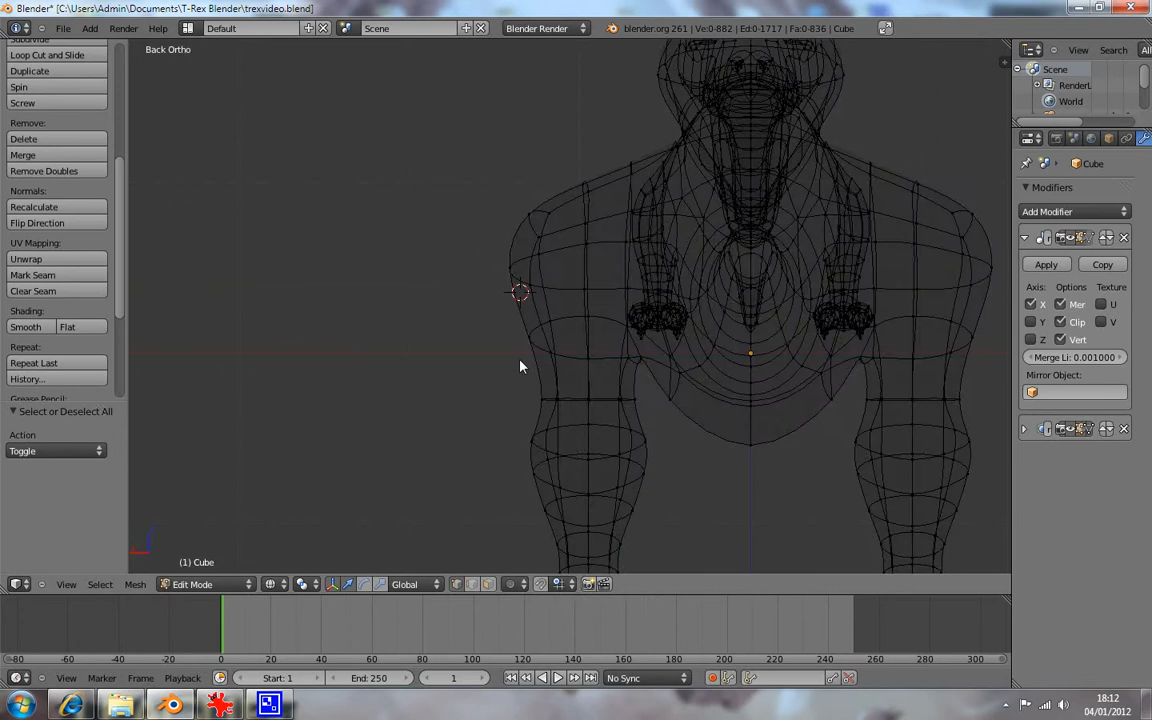 Blender* [C:\Users\Admin\Documents\T-Rex Blender\trexvideo.blend]
File Add Render Help Default Scene Blender Render blender.org 261 | Ve:0-882 | Ed:0-1717 | Fa:0-836 | Cube
Back Ortho
View Search All
Loop Cut and Slide
Duplicate
Spin
Screw
Remove:
Delete
Merge
Remove Doubles
Normals:
Recalculate
Flip Direction
UV Mapping:
Unwrap
Mark Seam
Clear Seam
Shading:
Smooth Flat
Repeat:
Repeat Last
History...
Select or Deselect All
Action
Toggle
Scene
RenderL
World
Cube
Modifiers
Add Modifier
Apply Copy
Axis: Options Texture
X Mer U
Y Clip V
Z Vert
Merge Li: 0.001000
Mirror Object:
(1) Cube
View Select Mesh Edit Mode Global
-80 -60 -40 -20 0 20 40 60 80 100 120 140 160 180 200 220 240 260 280 300
View Marker Frame Playback Start: 1 End: 250 1 No Sync
18:12
04/01/2012